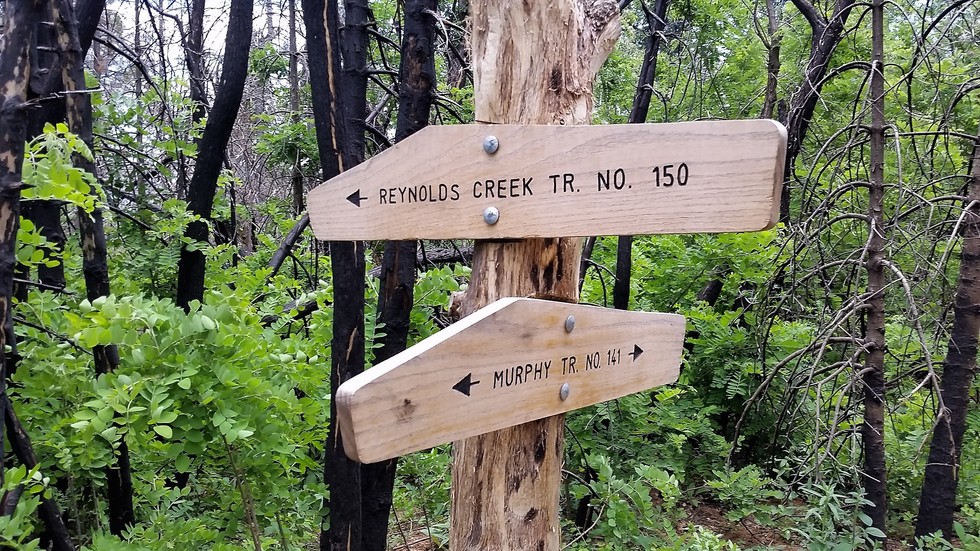 ← REYNOLDS CREEK TR. NO. 150
← MURPHY TR. NO. 141 →